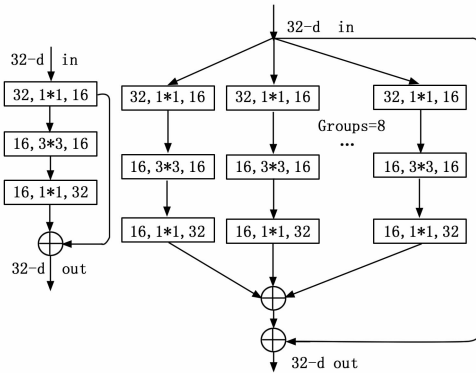 32-d in
32,1*1,16
16,3*3,16
16,1*1,32
32-d out
32-d in
32,1*1,16
32,1*1,16
32,1*1,16
Groups=8
...
16,3*3,16
16,3*3,16
16,3*3,16
16,1*1,32
16,1*1,32
16,1*1,32
32-d out